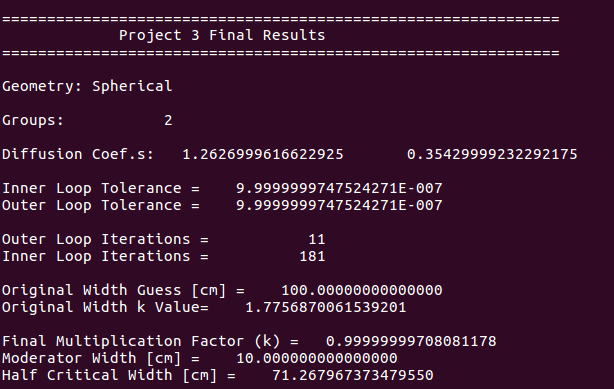 ==============================================================
Project 3 Final Results
==============================================================
Geometry: Spherical
Groups: 2
Diffusion Coef.s: 1.2626999616622925 0.35429999232292175
Inner Loop Tolerance = 9.9999999747524271E-007
Outer Loop Tolerance = 9.9999999747524271E-007
Outer Loop Iterations = 11
Inner Loop Iterations = 181
Original Width Guess [cm] = 100.00000000000000
Original Width k Value= 1.7756870061539201
Final Multiplication Factor (k) = 0.99999999708081178
Moderator Width [cm] = 10.000000000000000
Half Critical Width [cm] = 71.267967373479550